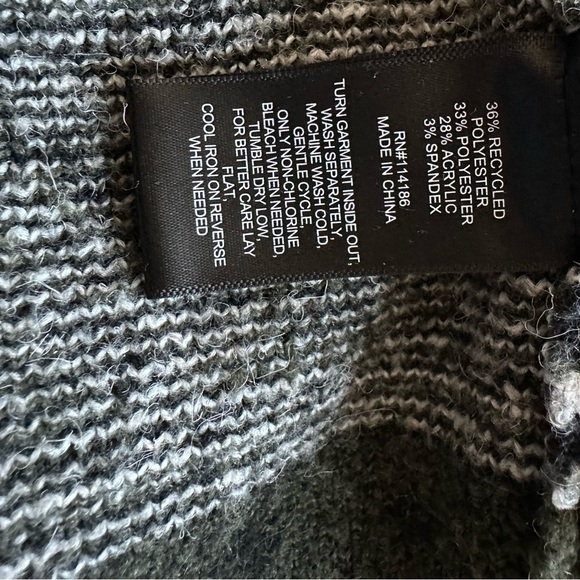 36% RECYCLED
POLYESTER
33% POLYESTER
28% ACRYLIC
3% SPANDEX
RN#114186
MADE IN CHINA
TURN GARMENT INSIDE OUT.
WASH SEPARATELY,
MACHINE WASH COLD,
GENTLE CYCLE,
ONLY NON-CHLORINE
BLEACH WHEN NEEDED,
TUMBLE DRY LOW,
FOR BETTER CARE LAY
FLAT,
COOL IRON ON REVERSE
WHEN NEEDED